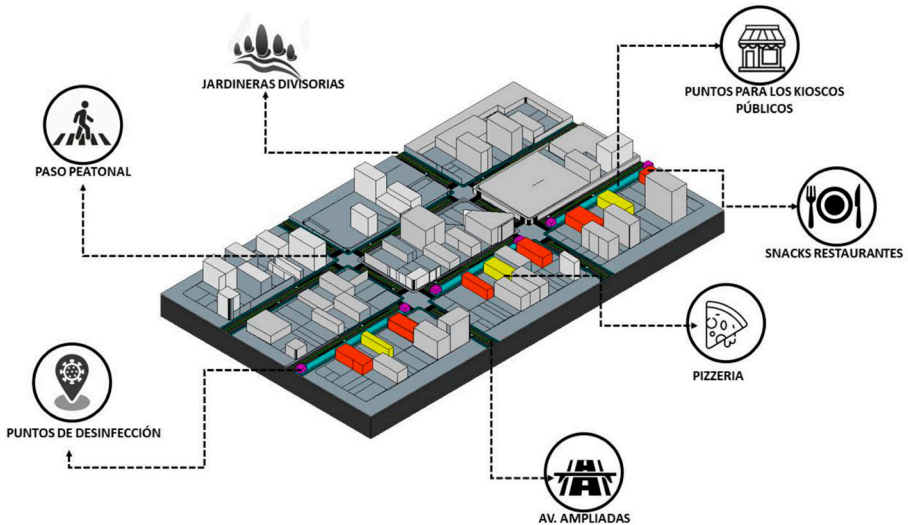 JARDINERAS DIVISORIAS
PUNTOS PARA LOS KIOSCOS
PÚBLICOS
PASO PEATONAL
SNACKS RESTAURANTES
PIZZERIA
PUNTOS DE DESINFECCIÓN
AV. AMPLIADAS